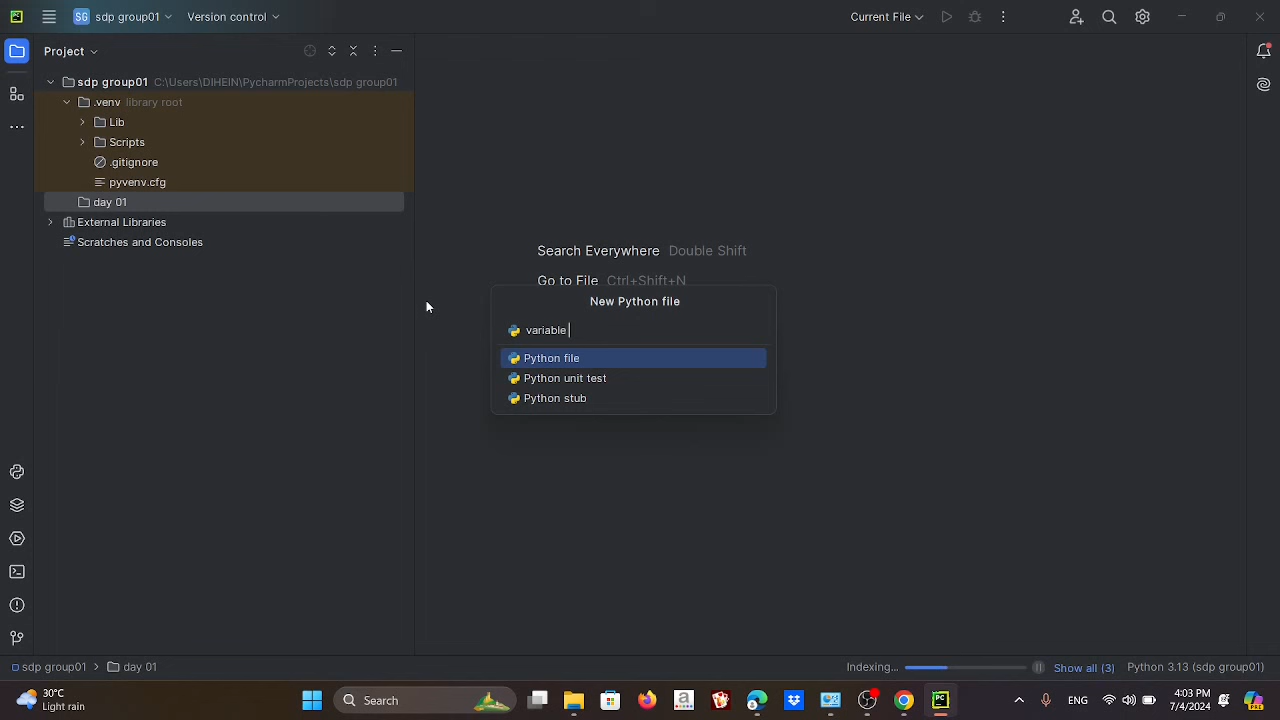 SG sdp group01 Version control Current File
Project
sdp group01 C:\Users\DIHEIN\PycharmProjects\sdp group01
.venv library root
Lib
Scripts
.gitignore
pyvenv.cfg
day 01
External Libraries
Scratches and Consoles
Search Everywhere Double Shift
Go to File Ctrl+Shift+N
New Python file
variable
Python file
Python unit test
Python stub
sdp group01 > day 01 Indexing... Show all (3) Python 3.13 (sdp group01)
30°C
Light rain
Search
a
PC
ENG
4:03 PM
7/4/2024
PRE